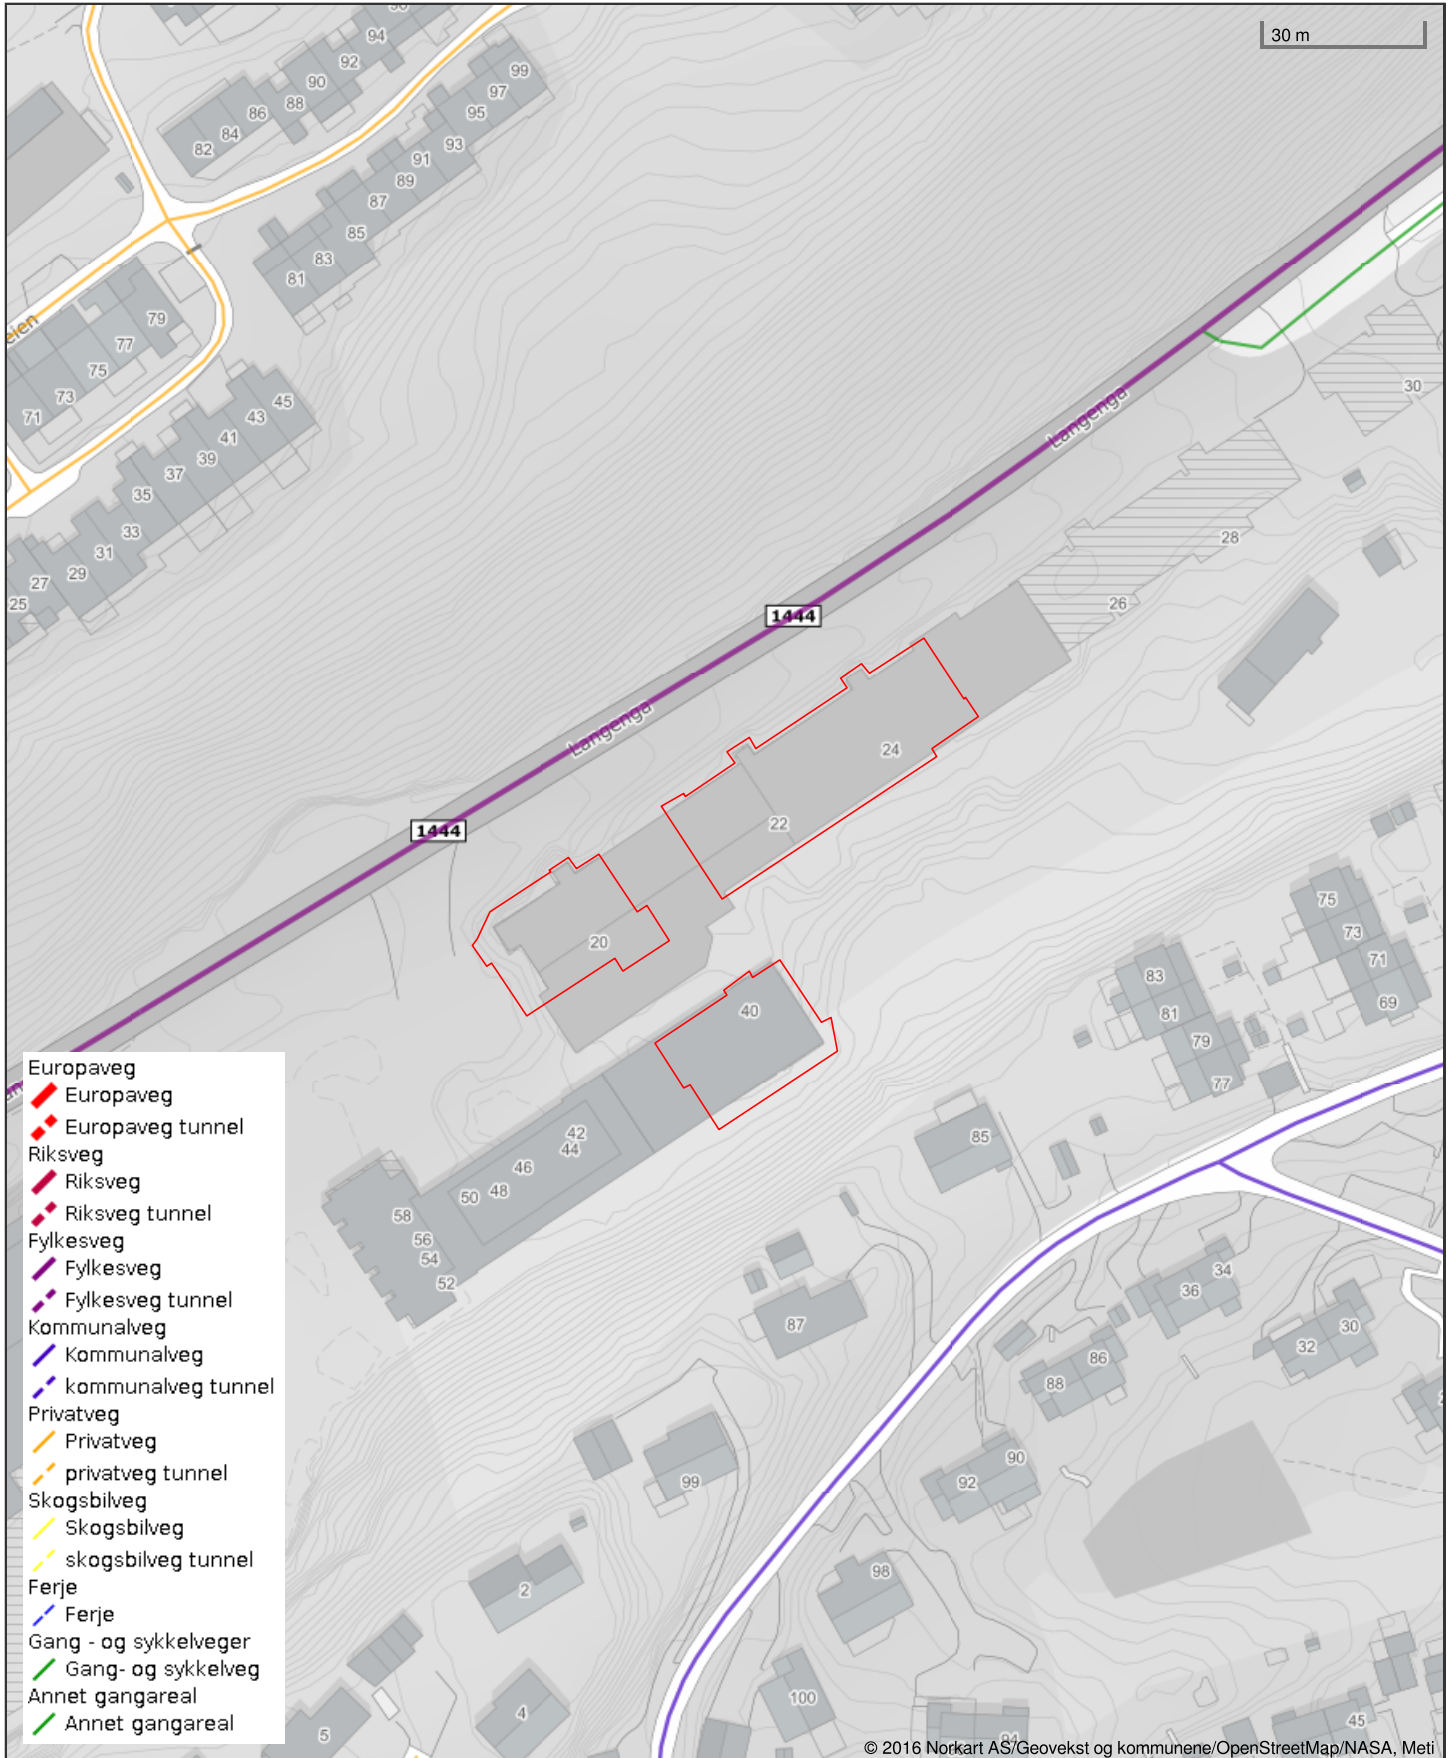 30 m
94
92
90
88
86
84
82
99
97
95
93
91
89
87
85
83
81
79
77
75
73
71
45
43
41
39
37
35
33
31
29
27
25
Langenga
30
28
26
1444
Langenga
24
22
1444
20
40
75
73
71
69
83
81
79
77
42
44
46
48
50
58
56
54
52
85
87
34
36
30
32
86
88
90
92
99
98
2
4
5
100
94
45
Europaveg
Europaveg
Europaveg tunnel
Riksveg
Riksveg
Riksveg tunnel
Fylkesveg
Fylkesveg
Fylkesveg tunnel
Kommunalveg
Kommunalveg
kommunalveg tunnel
Privatveg
Privatveg
privatveg tunnel
Skogsbilveg
Skogsbilveg
skogsbilveg tunnel
Ferje
Ferje
Gang - og sykkelveger
Gang- og sykkelveg
Annet gangareal
Annet gangareal
© 2016 Norkart AS/Geovekst og kommunene/OpenStreetMap/NASA, Meti